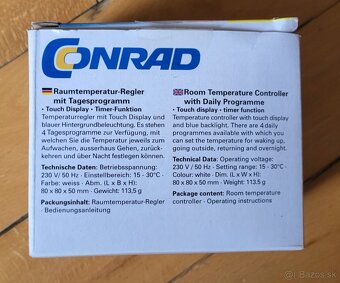 CONRAD
Raumtemperatur-Regler
mit Tagesprogramm
• Touch Display • Timer-Funktion
Temperaturregler mit Touch Display und
blauer Hintergrundbeleuchtung. Es stehen
4 Tagesprogramme zur Verfügung, mit
welchen Sie die Temperatur jeweils zum
Aufwachen, ausserhaus gehen, zurück-
kehren und über Nacht einstellen können.
Technische Daten: Betriebsspannung:
230 V/ 50 Hz · Einstellbereich: 15 - 30°C ·
Farbe: weiss · Abm. (L x B x H):
80 x 80 x 50 mm · Gewicht: 113,5 g
Packungsinhalt: Raumtemperatur-Regler
· Bedienungsanleitung
Room Temperature Controller
with Daily Programme
• Touch display • timer function
Temperature controller with touch display
and blue backlight. There are 4 daily
programmes available with which you
can set the temperature for waking up,
going outside, returning and overnight.
Technical Data: Operating voltage:
230 V / 50 Hz · Setting range: 15 - 30°C ·
Colour: white · Dim. (L x W x H):
80 x 80 x 50 mm · Weight: 113,5 g
Package content: Room temperature
controller · Operating instructions
© Bazos.sk